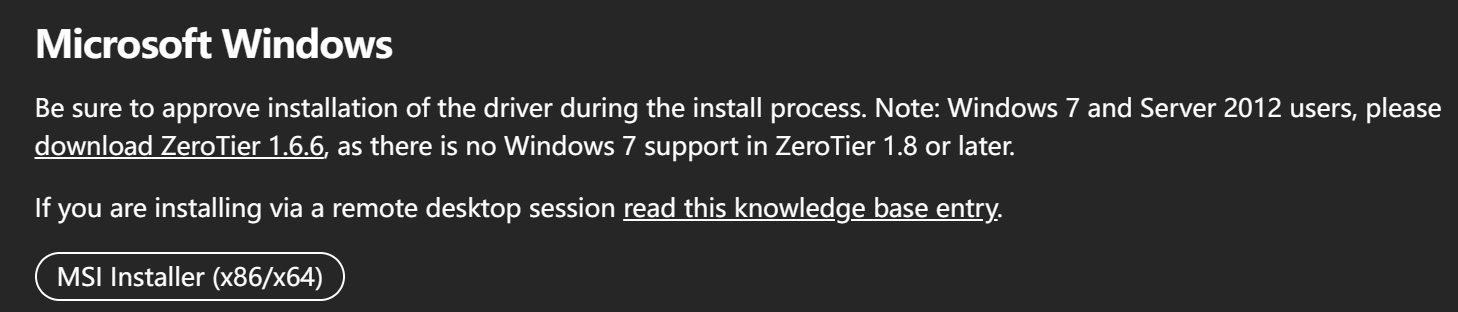 Microsoft Windows
Be sure to approve installation of the driver during the install process. Note: Windows 7 and Server 2012 users, please
download ZeroTier 1.6.6, as there is no Windows 7 support in ZeroTier 1.8 or later.
If you are installing via a remote desktop session read this knowledge base entry.
MSI Installer (x86/x64)